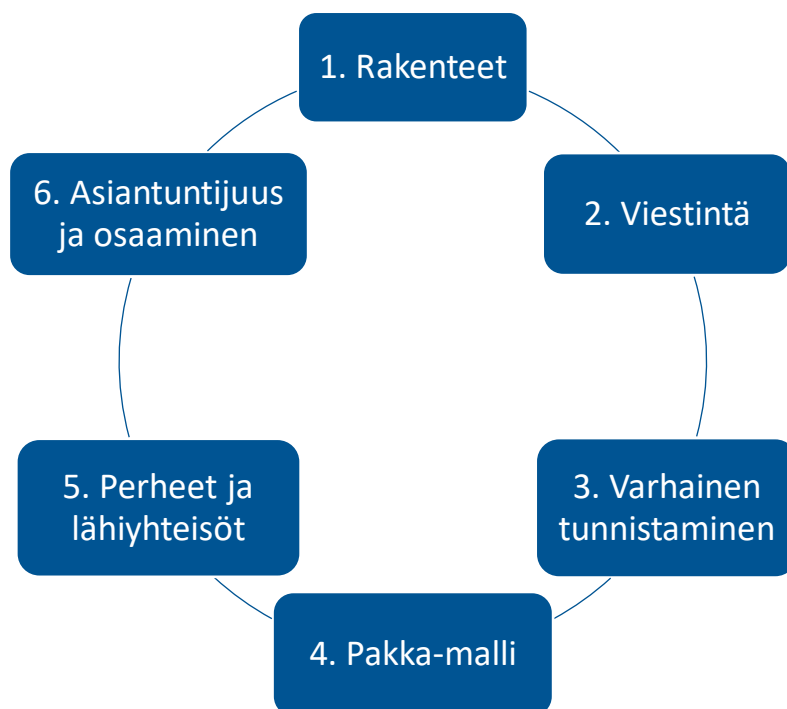 1. Rakenteet
2. Viestintä
3. Varhainen
tunnistaminen
4. Pakka-malli
5. Perheet ja
lähiyhteisöt
6. Asiantuntijuus
ja osaaminen